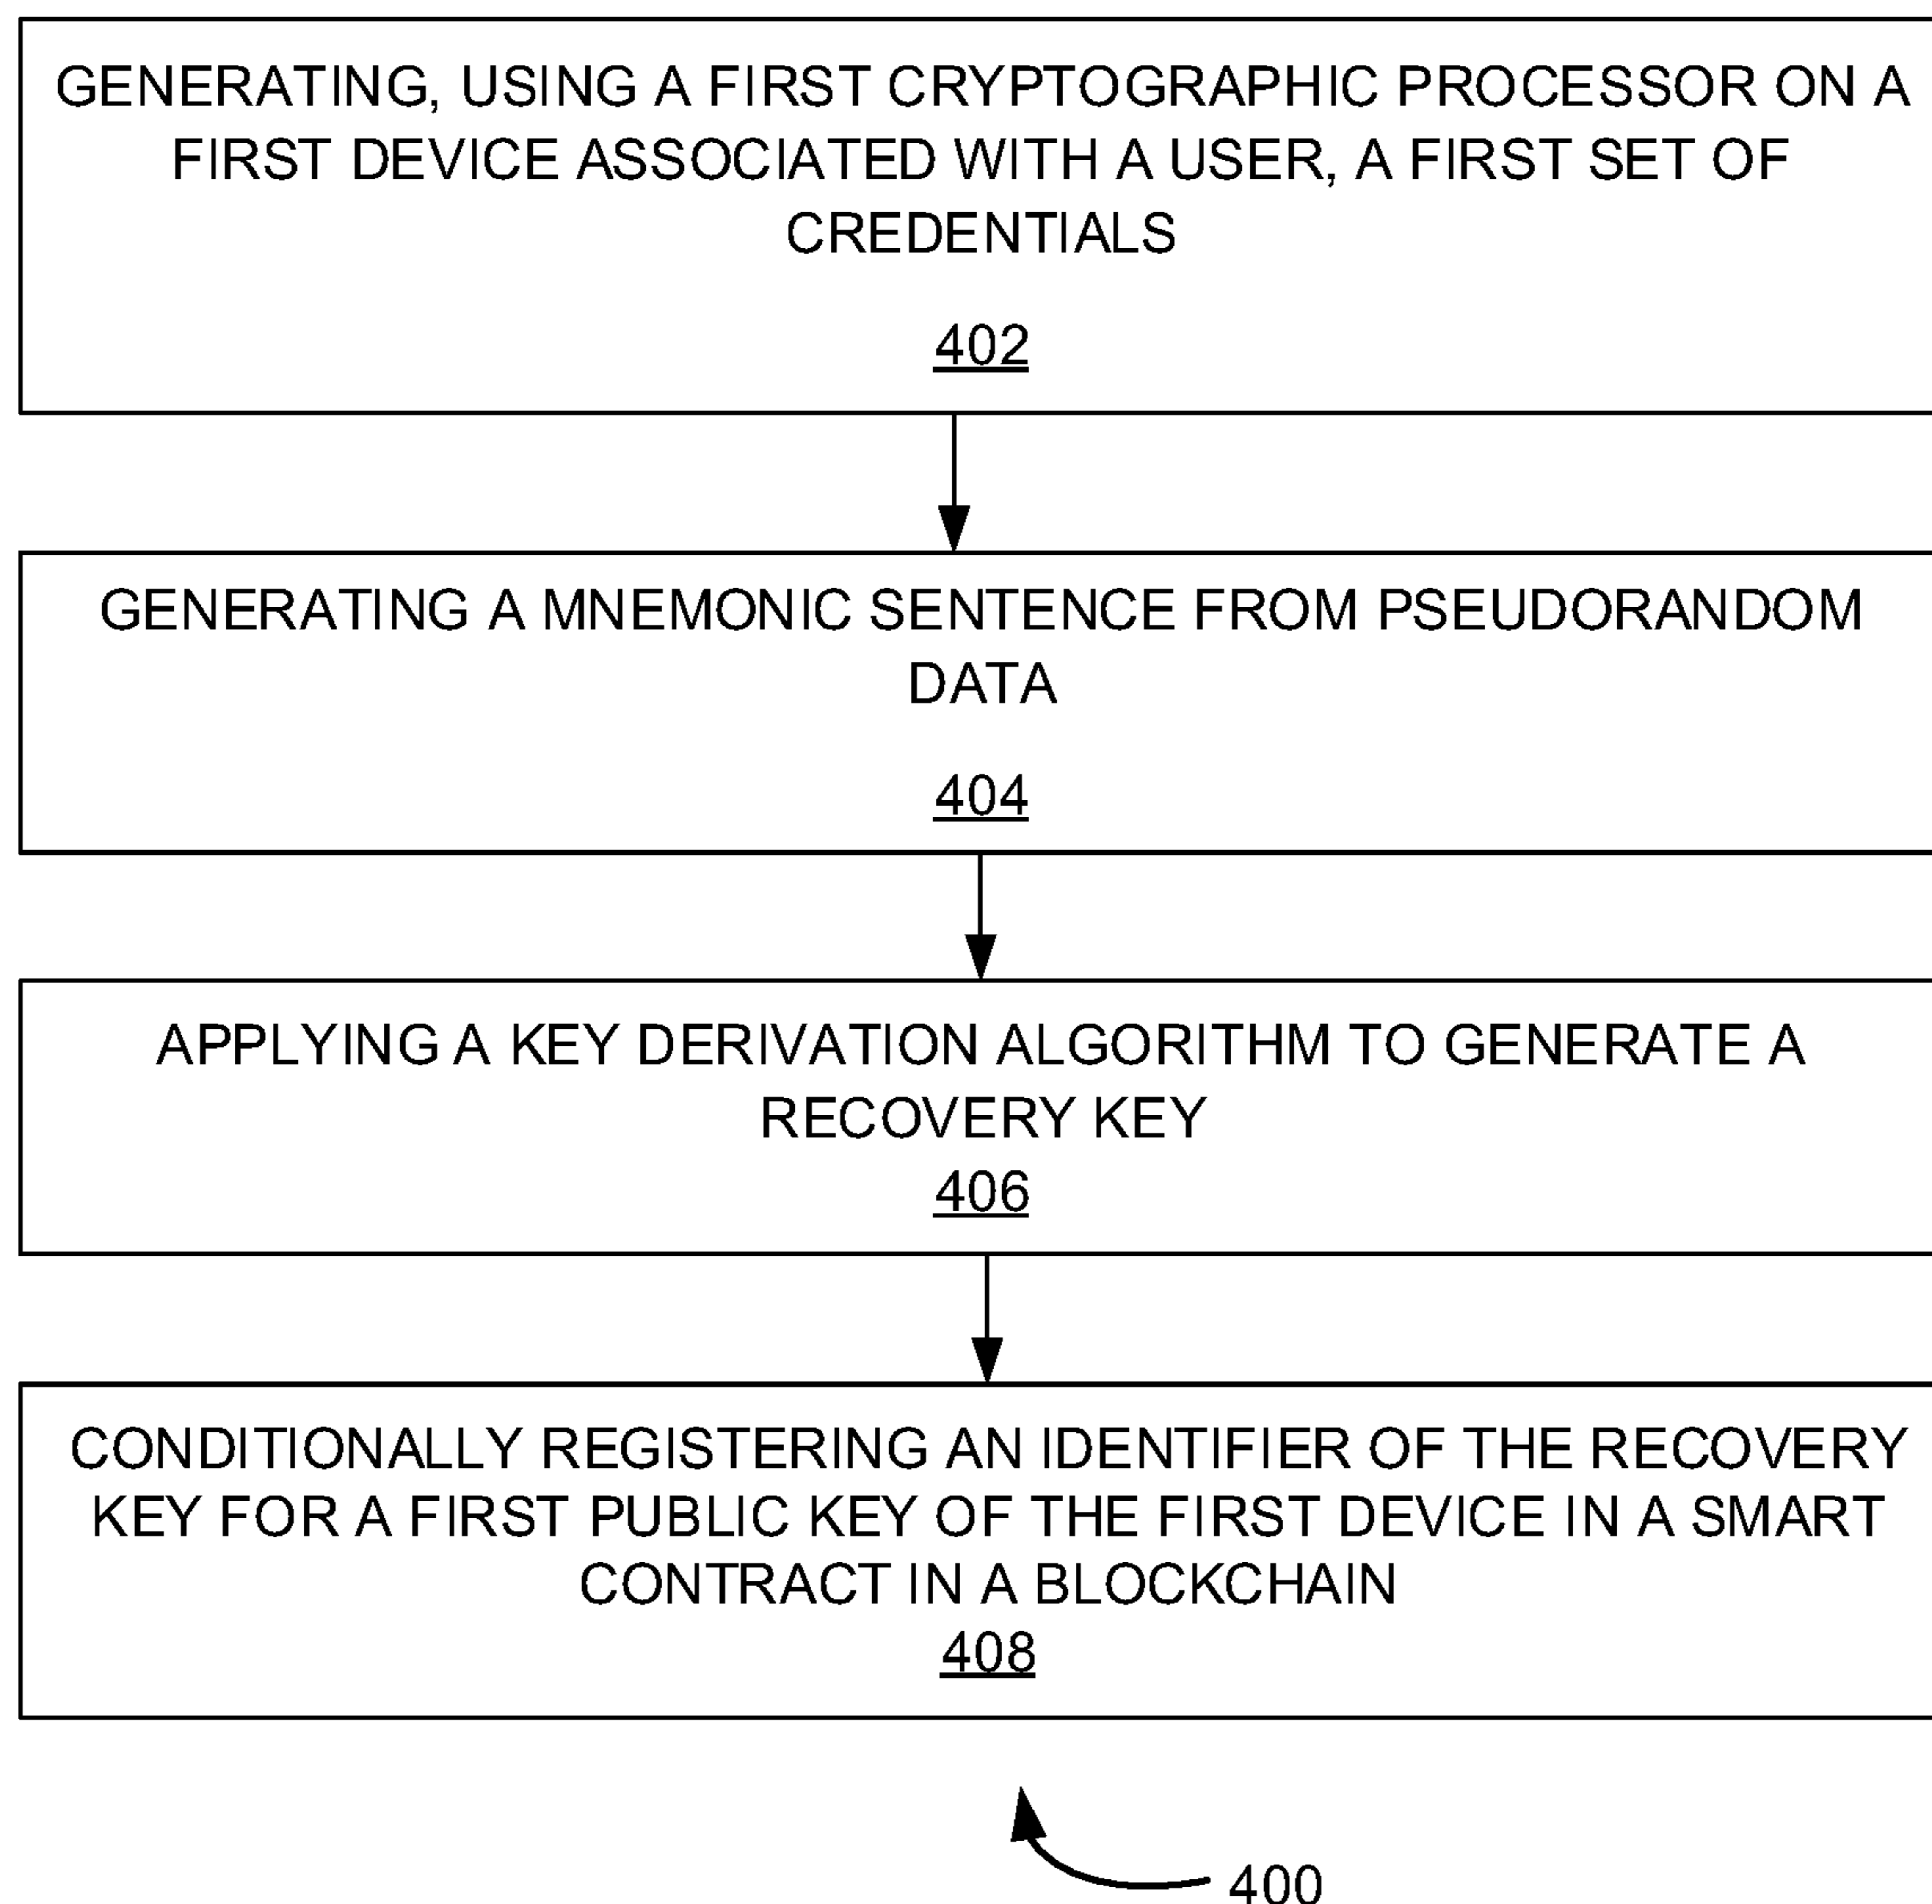 GENERATING, USING A FIRST CRYPTOGRAPHIC PROCESSOR ON A
FIRST DEVICE ASSOCIATED WITH A USER, A FIRST SET OF
CREDENTIALS
402
GENERATING A MNEMONIC SENTENCE FROM PSEUDORANDOM
DATA
404
APPLYING A KEY DERIVATION ALGORITHM TO GENERATE A
RECOVERY KEY
406
CONDITIONALLY REGISTERING AN IDENTIFIER OF THE RECOVERY
KEY FOR A FIRST PUBLIC KEY OF THE FIRST DEVICE IN A SMART
CONTRACT IN A BLOCKCHAIN
408
400